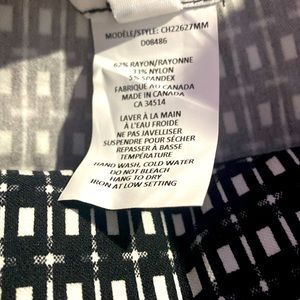 MODÈLE/STYLE: CH22627MM
D08486
62% RAYON/RAYONNE
33% NYLON
5% SPANDEX
FABRIQUE AU CANADA
MADE IN CANADA
CA 34514
LAVER À LA MAIN
À L'EAU FROIDE
NE PAS JAVELLISER
SUSPENDRE POUR SÉCHER
REPASSER À BASSE
TEMPÉRATURE
HAND WASH, COLD WATER
DO NOT BLEACH
HANG TO DRY
IRON AT LOW SETTING